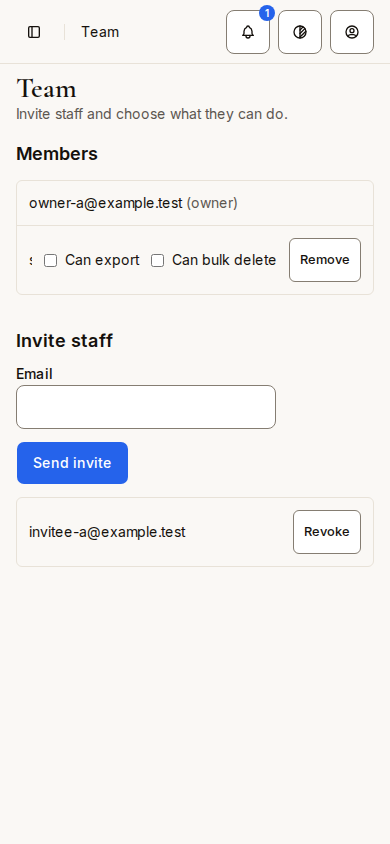 Team
1
Team
Invite staff and choose what they can do.
Members
owner-a@example.test (owner)
Can export Can bulk delete Remove
Invite staff
Email
Send invite
invitee-a@example.test Revoke